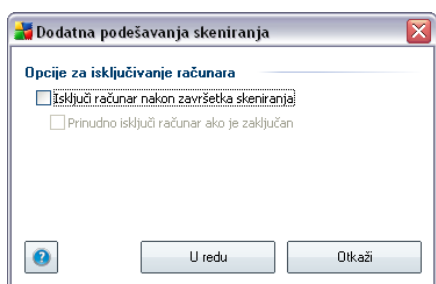 Dodatna podešavanja skeniranja
Opcije za isključivanje računara
Isključi računar nakon završetka skeniranja
Prinudno isključi računar ako je zaključan
U redu
Otkaži